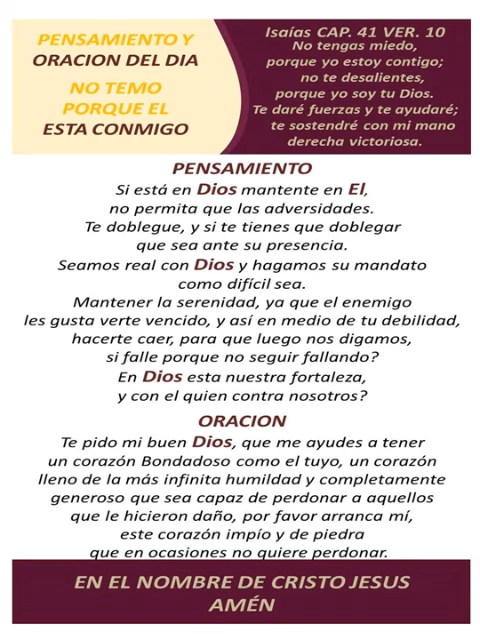 PENSAMIENTO Y
ORACION DEL DIA
NO TEMO
PORQUE EL
ESTA CONMIGO
Isaías CAP. 41 VER. 10
No tengas miedo,
porque yo estoy contigo;
no te desalientes,
porque yo soy tu Dios.
Te daré fuerzas y te ayudaré;
te sostendré con mi mano
derecha victoriosa.
PENSAMIENTO
Si está en Dios mantente en El,
no permita que las adversidades.
Te doblegue, y si te tienes que doblegar
que sea ante su presencia.
Seamos real con Dios y hagamos su mandato
como difícil sea.
Mantener la serenidad, ya que el enemigo
les gusta verte vencido, y así en medio de tu debilidad,
hacerte caer, para que luego nos digamos,
si falle porque no seguir fallando?
En Dios esta nuestra fortaleza,
y con el quien contra nosotros?
ORACION
Te pido mi buen Dios, que me ayudes a tener
un corazón Bondadoso como el tuyo, un corazón
lleno de la más infinita humildad y completamente
generoso que sea capaz de perdonar a aquellos
que le hicieron daño, por favor arranca mí,
este corazón impío y de piedra
que en ocasiones no quiere perdonar.
EN EL NOMBRE DE CRISTO JESUS
AMÉN